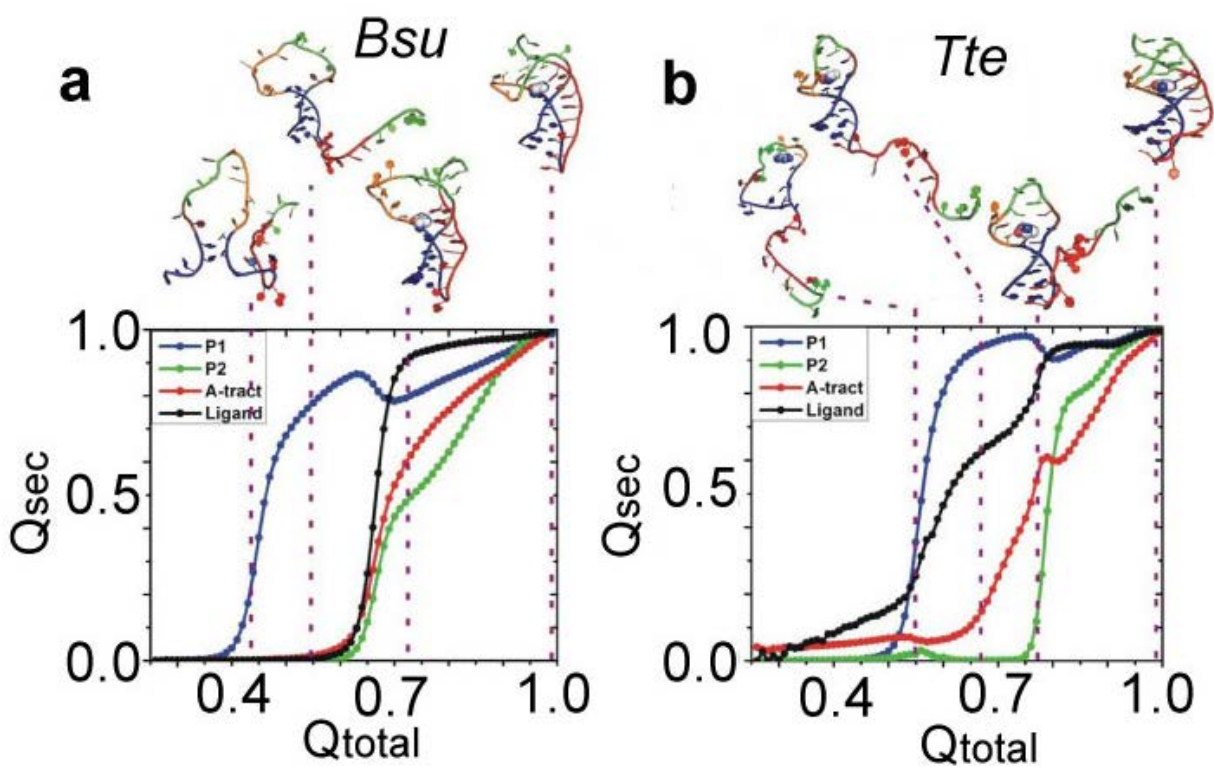 a
Bsu
b
Tte
1.0
0.5
0.0
Qsec
P1
P2
A-tract
Ligand
0.4
0.7
1.0
Qtotal
1.0
0.5
0.0
Qsec
P1
P2
A-tract
Ligand
0.4
0.7
1.0
Qtotal